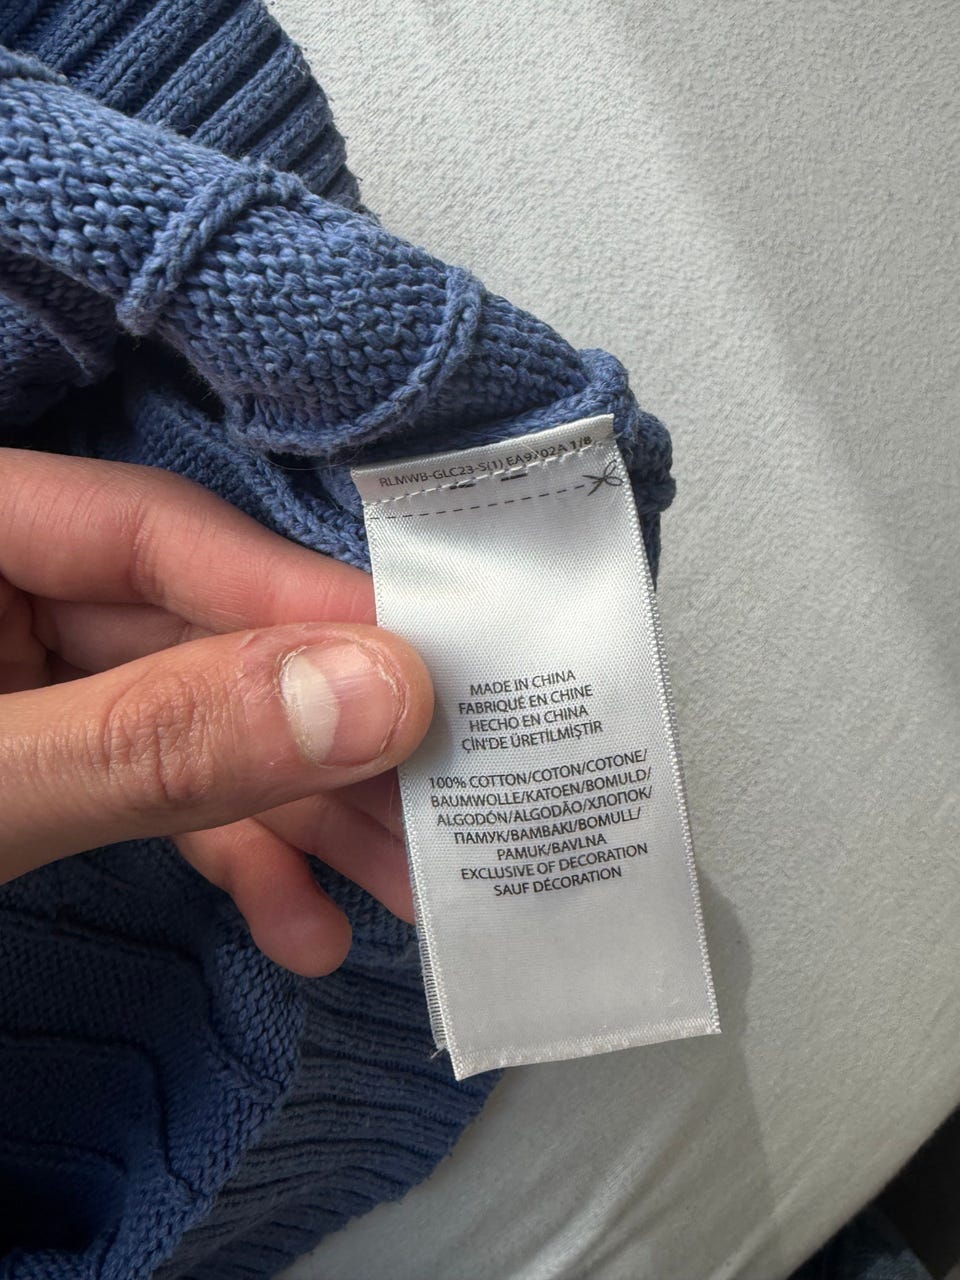 RLMWB-GLC23-S(1) 1/8
MADE IN CHINA
FABRIQUÉ EN CHINE
HECHO EN CHINA
ÇİN'DE ÜRETİLMİŞTİR
100% COTTON/COTON/COTONE/
BAUMWOLLE/KATOEN/BOMULD/
ALGODÓN/ALGODÃO/ХЛОПОК/
ПАМУК/BAMBAKI/BOMULL/
PAMUK/BAVLNA
EXCLUSIVE OF DECORATION
SAUF DÉCORATION